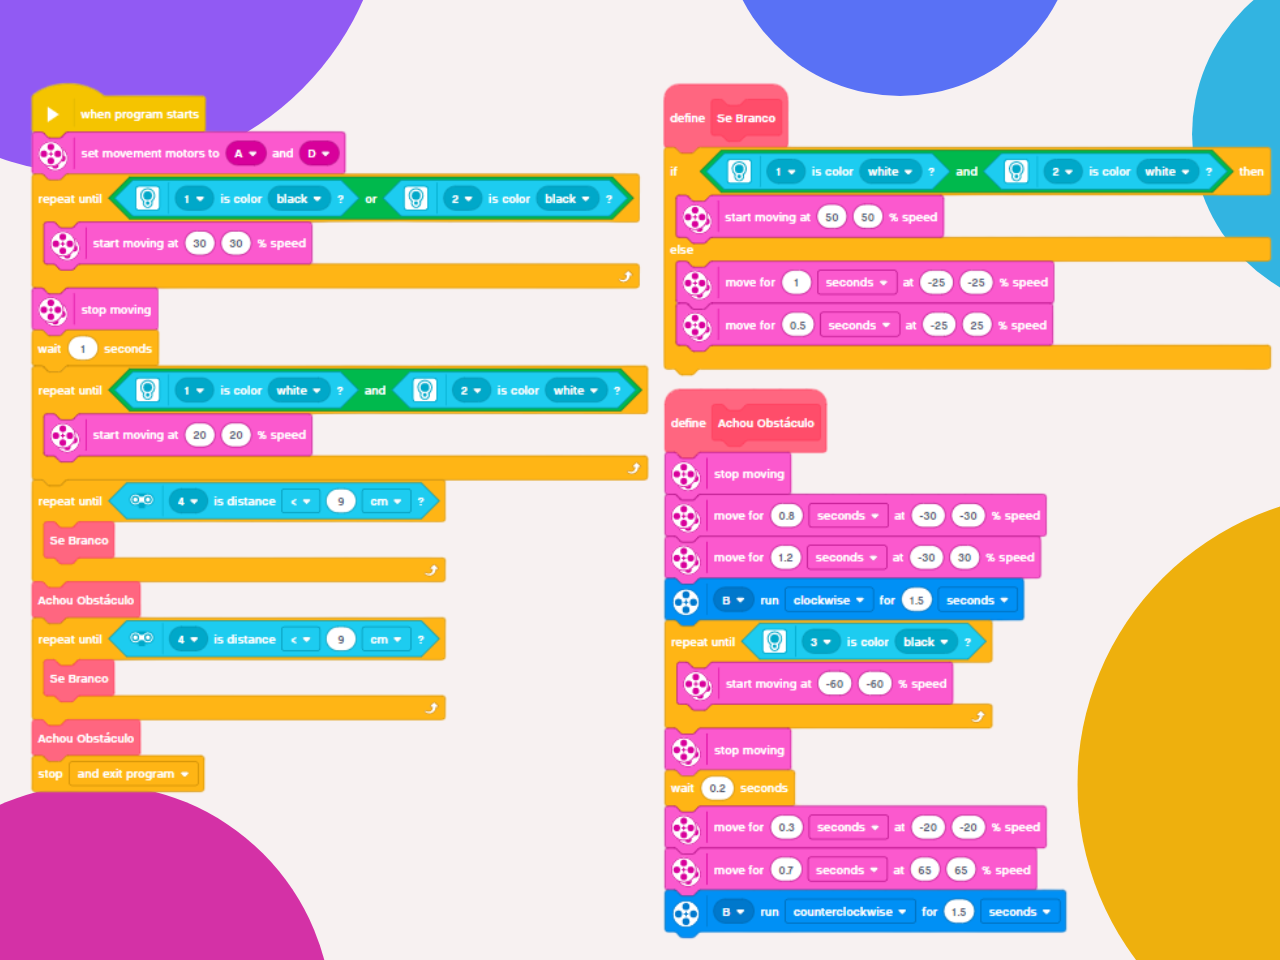 when program starts
set movement motors to A and D
repeat until 1 is color black ? or 2 is color black ?
start moving at 30 30 % speed
stop moving
wait 1 seconds
repeat until 1 is color white ? and 2 is color white ?
start moving at 20 20 % speed
repeat until 4 is distance < 9 cm ?
Se Branco
Achou Obstáculo
repeat until 4 is distance < 9 cm ?
Se Branco
Achou Obstáculo
stop and exit program
define Se Branco
if 1 is color white ? and 2 is color white ? then
start moving at 50 50 % speed
else
move for 1 seconds at -25 -25 % speed
move for 0.5 seconds at -25 25 % speed
define Achou Obstáculo
stop moving
move for 0.8 seconds at -30 -30 % speed
move for 1.2 seconds at -30 30 % speed
B run clockwise for 1.5 seconds
repeat until 3 is color black ?
start moving at -60 -60 % speed
stop moving
wait 0.2 seconds
move for 0.3 seconds at -20 -20 % speed
move for 0.7 seconds at 65 65 % speed
B run counterclockwise for 1.5 seconds